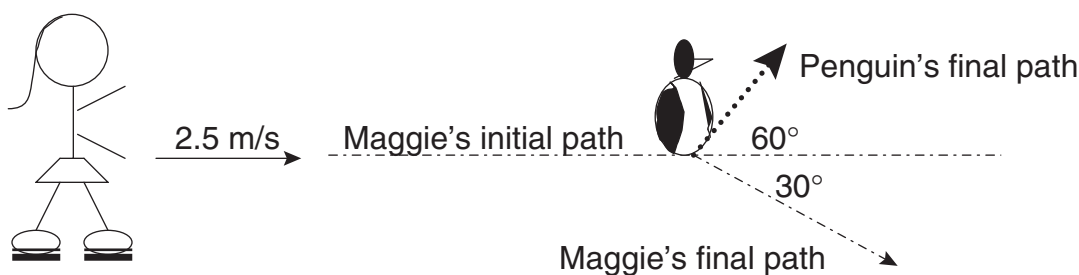 Penguin's final path
2.5 m/s
Maggie's initial path
60°
30°
Maggie's final path